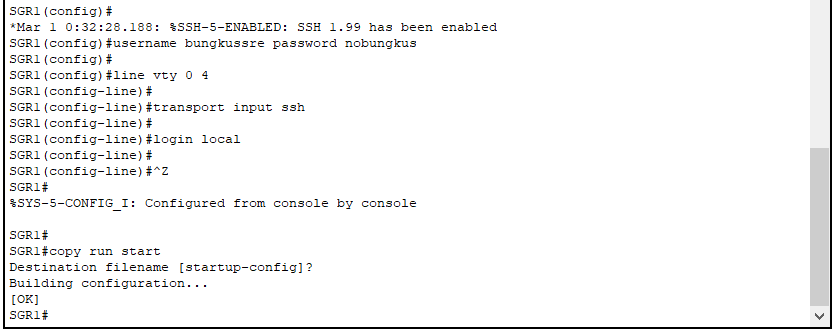 SGR1(config)#
*Mar 1 0:32:28.188: %SSH-5-ENABLED: SSH 1.99 has been enabled
SGR1(config)#username bungkussre password nobungkus
SGR1(config)#
SGR1(config)#line vty 0 4
SGR1(config-line)#
SGR1(config-line)#transport input ssh
SGR1(config-line)#
SGR1(config-line)#login local
SGR1(config-line)#
SGR1(config-line)#^Z
SGR1#
%SYS-5-CONFIG_I: Configured from console by console
SGR1#
SGR1#copy run start
Destination filename [startup-config]?
Building configuration...
[OK]
SGR1#